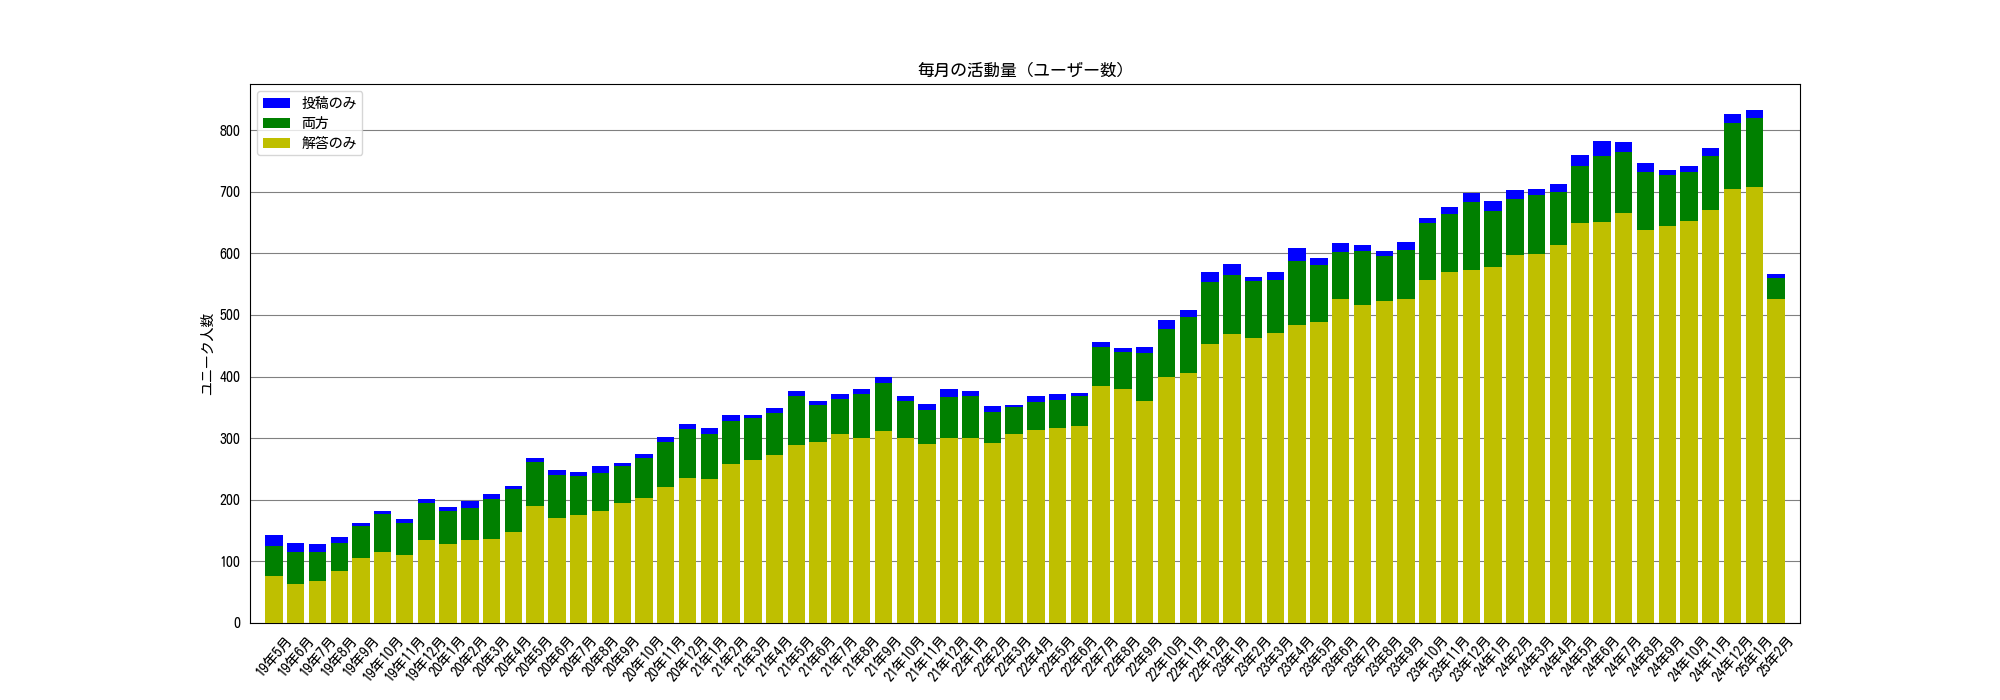 毎月の活動量（ユーザー数）
投稿のみ
両方
解答のみ
ユニーク人数
800
700
600
500
400
300
200
100
0
19年5月
19年6月
19年7月
19年8月
19年9月
19年10月
19年11月
19年12月
20年1月
20年2月
20年3月
20年4月
20年5月
20年6月
20年7月
20年8月
20年9月
20年10月
20年11月
20年12月
21年1月
21年2月
21年3月
21年4月
21年5月
21年6月
21年7月
21年8月
21年9月
21年10月
21年11月
21年12月
22年1月
22年2月
22年3月
22年4月
22年5月
22年6月
22年7月
22年8月
22年9月
22年10月
22年11月
22年12月
23年1月
23年2月
23年3月
23年4月
23年5月
23年6月
23年7月
23年8月
23年9月
23年10月
23年11月
23年12月
24年1月
24年2月
24年3月
24年4月
24年5月
24年6月
24年7月
24年8月
24年9月
24年10月
24年11月
24年12月
25年1月
25年2月